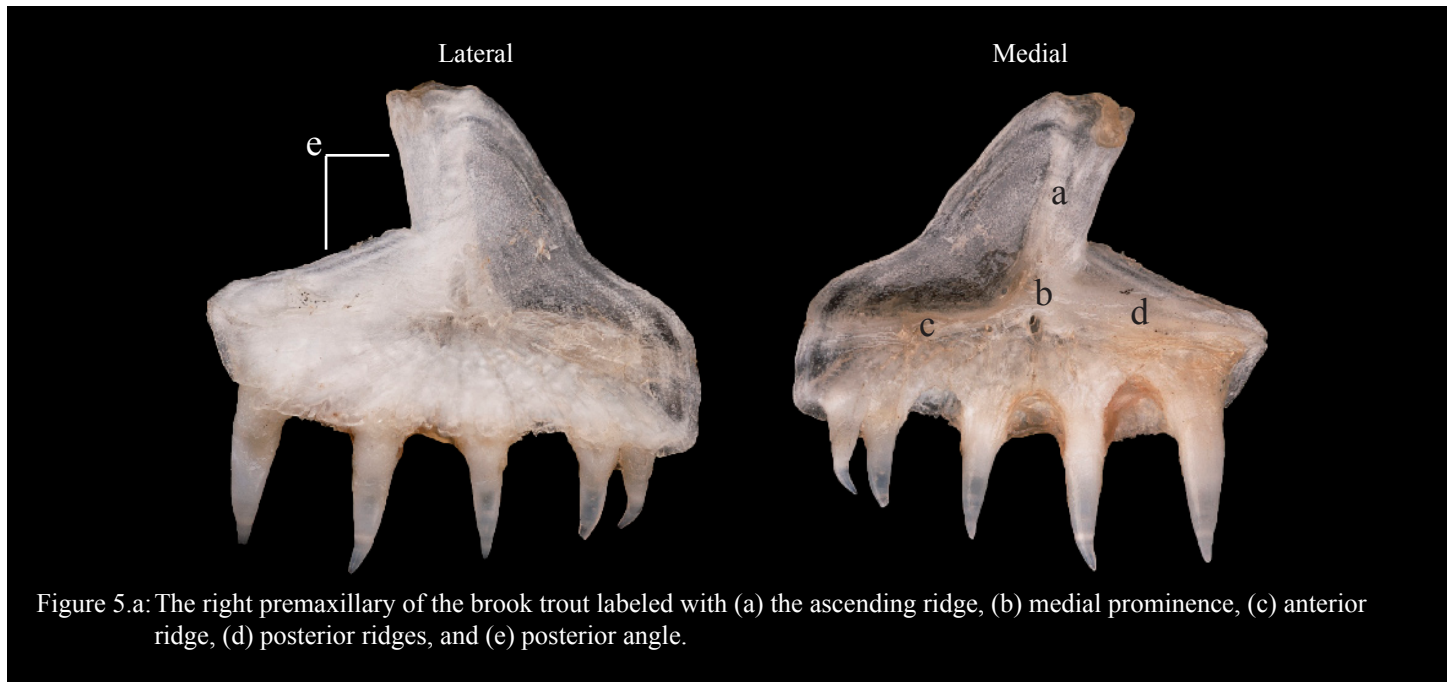 Lateral
Medial
e
a
b
c
d
Figure 5.a: The right premaxillary of the brook trout labeled with (a) the ascending ridge, (b) medial prominence, (c) anterior
ridge, (d) posterior ridges, and (e) posterior angle.